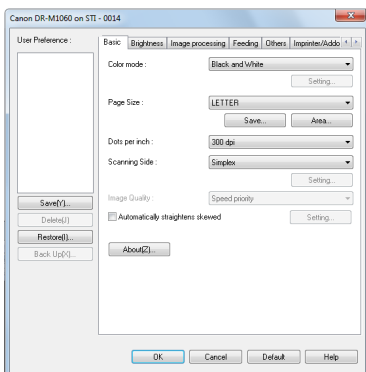 Canon DR-M1060 on STI - 0014
User Preference :
Basic Brightness Image processing Feeding Others Imprinter/Addo
Color mode : Black and White
Setting...
Page Size : LETTER
Save... Area...
Dots per inch : 300 dpi
Scanning Side : Simplex
Setting...
Image Quality : Speed priority
Automatically straightens skewed Setting...
About(Z)...
Save(Y)...
Delete(J)
Restore(I)...
Back Up(X)...
OK Cancel Default Help